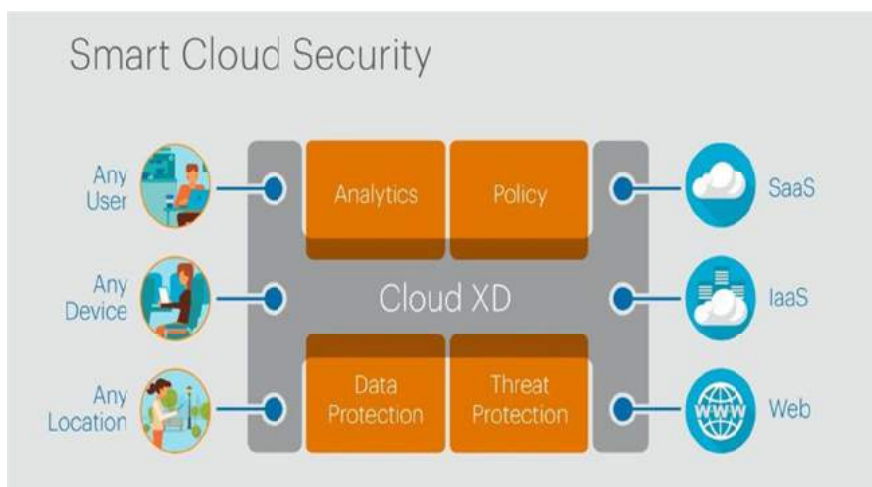 Smart Cloud Security
Any
User
Analytics
Policy
SaaS
Any
Device
Cloud XD
IaaS
Any
Location
Data
Protection
Threat
Protection
www
Web